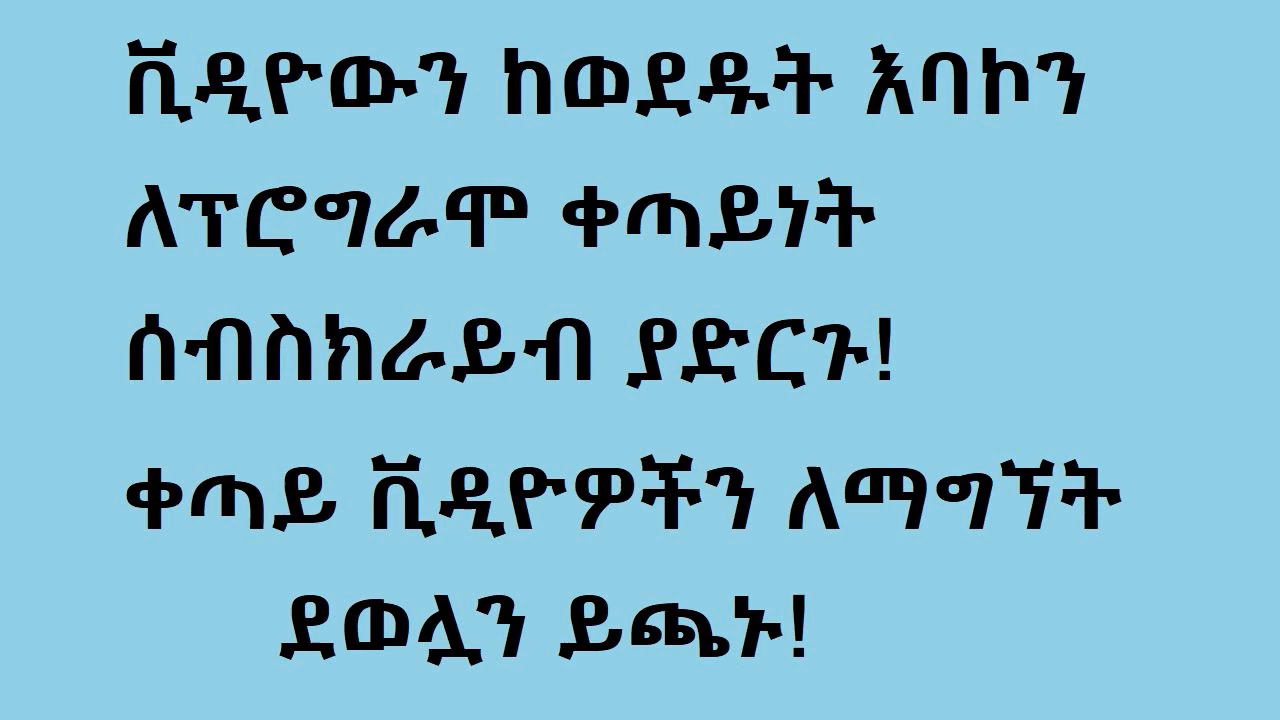 ቪዲዮውን ከወደዱት እባኮን
ለፕሮግራሞ ቀጣይነት
ሰብስክራይብ ያድርጉ!
ቀጣይ ቪዲዮዎችን ለማግኘት
ደወሏን ይጫኑ!